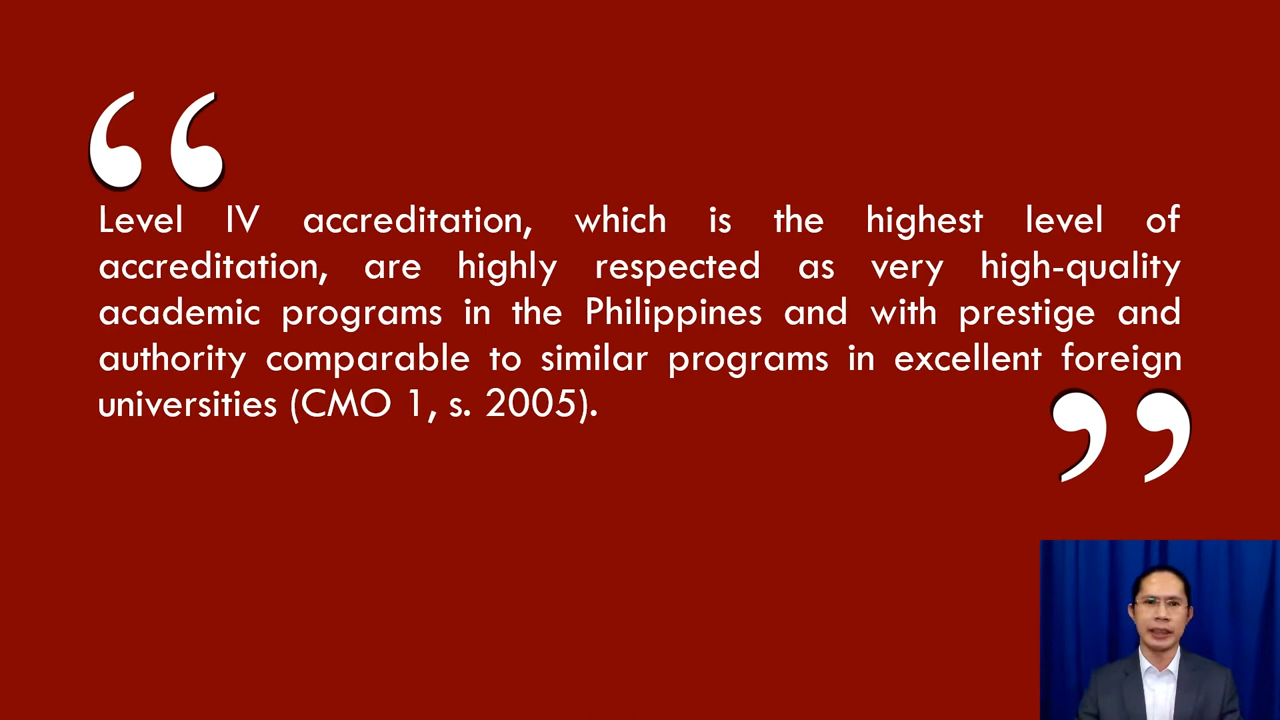 “
Level IV accreditation, which is the highest level of
accreditation, are highly respected as very high-quality
academic programs in the Philippines and with prestige and
authority comparable to similar programs in excellent foreign
universities (CMO 1, s. 2005).
”